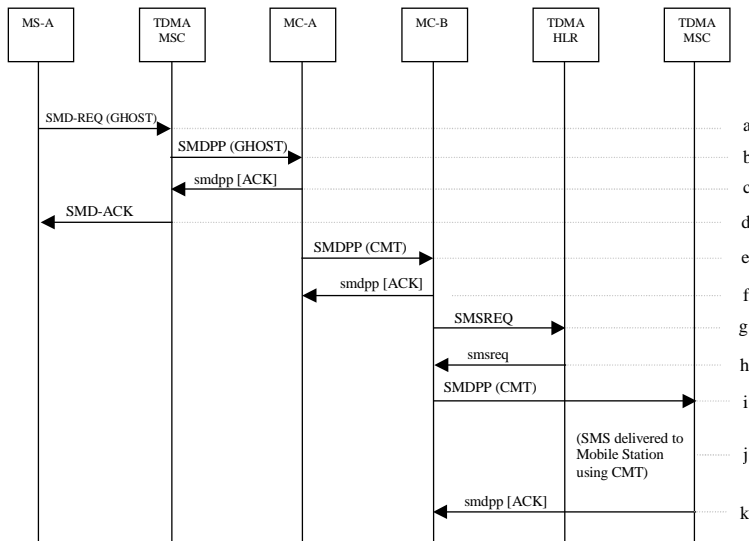 MS-A
TDMA
MSC
MC-A
MC-B
TDMA
HLR
TDMA
MSC
SMD-REQ (GHOST)
a
SMDPP (GHOST)
b
smdpp [ACK]
c
SMD-ACK
d
SMDPP (CMT)
e
smdpp [ACK]
f
SMSREQ
g
smsreq
h
SMDPP (CMT)
i
(SMS delivered to
Mobile Station
using CMT)
j
smdpp [ACK]
k